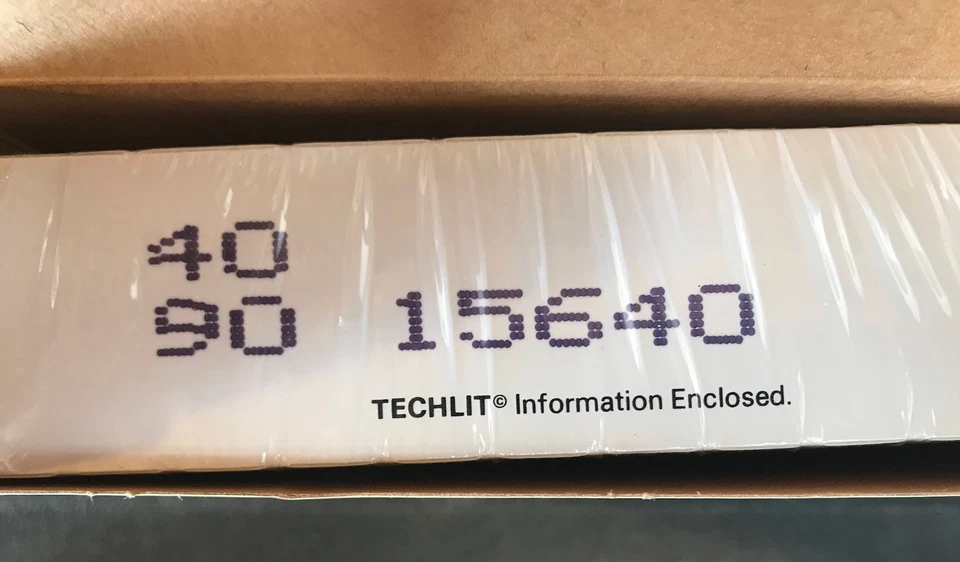 40
90 15640
TECHLIT© Information Enclosed.